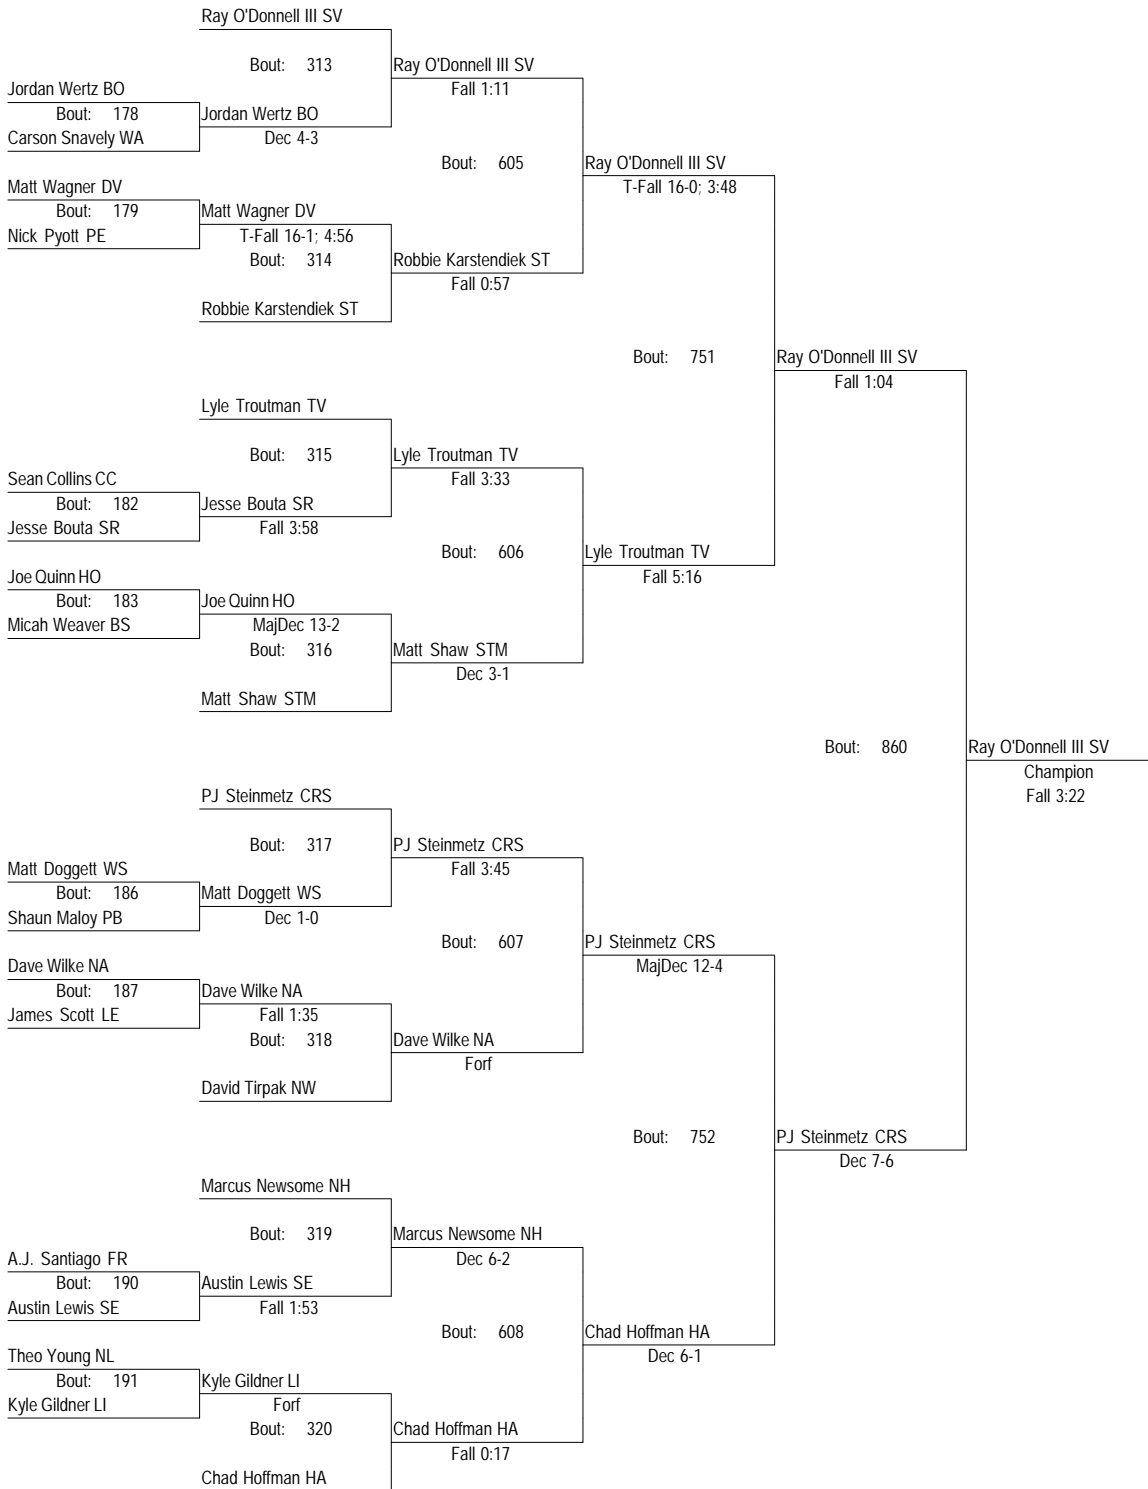 Ray O'Donnell III SV
Bout: 313
Ray O'Donnell III SV
Fall 1:11
Jordan Wertz BO
Bout: 178
Jordan Wertz BO
Carson Snavely WA
Dec 4-3
Bout: 605
Ray O'Donnell III SV
T-Fall 16-0; 3:48
Matt Wagner DV
Bout: 179
Matt Wagner DV
Nick Pyott PE
T-Fall 16-1; 4:56
Bout: 314
Robbie Karstendiek ST
Fall 0:57
Robbie Karstendiek ST
Bout: 751
Ray O'Donnell III SV
Fall 1:04
Lyle Troutman TV
Bout: 315
Lyle Troutman TV
Fall 3:33
Sean Collins CC
Bout: 182
Jesse Bouta SR
Jesse Bouta SR
Fall 3:58
Bout: 606
Lyle Troutman TV
Fall 5:16
Joe Quinn HO
Bout: 183
Joe Quinn HO
Micah Weaver BS
MajDec 13-2
Bout: 316
Matt Shaw STM
Dec 3-1
Matt Shaw STM
Bout: 860
Ray O'Donnell III SV
Champion
Fall 3:22
PJ Steinmetz CRS
Bout: 317
PJ Steinmetz CRS
Fall 3:45
Matt Doggett WS
Bout: 186
Matt Doggett WS
Shaun Maloy PB
Dec 1-0
Bout: 607
PJ Steinmetz CRS
MajDec 12-4
Dave Wilke NA
Bout: 187
Dave Wilke NA
James Scott LE
Fall 1:35
Bout: 318
Dave Wilke NA
Forf
David Tirpak NW
Bout: 752
PJ Steinmetz CRS
Dec 7-6
Marcus Newsome NH
Bout: 319
Marcus Newsome NH
Dec 6-2
A.J. Santiago FR
Bout: 190
Austin Lewis SE
Austin Lewis SE
Fall 1:53
Bout: 608
Chad Hoffman HA
Dec 6-1
Theo Young NL
Bout: 191
Kyle Gildner LI
Kyle Gildner LI
Forf
Bout: 320
Chad Hoffman HA
Fall 0:17
Chad Hoffman HA